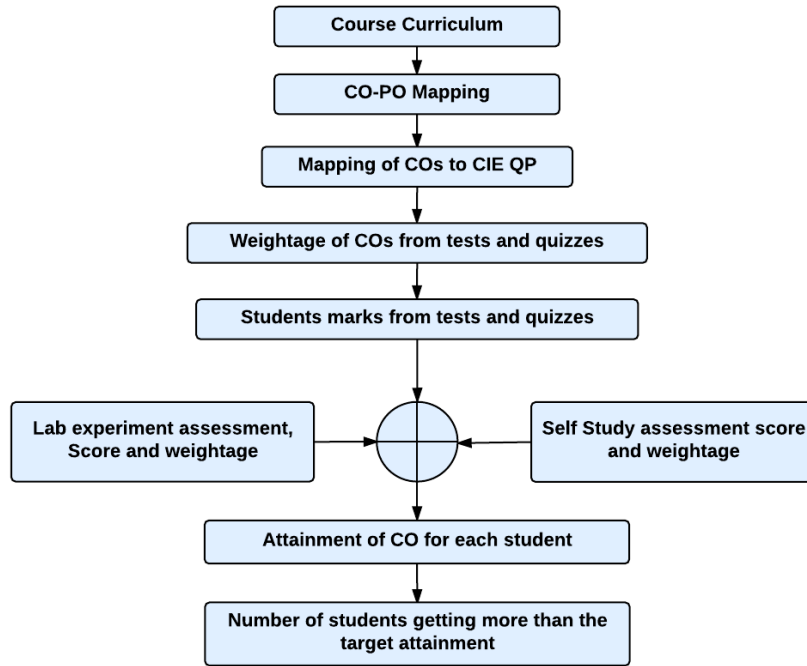 Course Curriculum
CO-PO Mapping
Mapping of COs to CIE QP
Weightage of COs from tests and quizzes
Students marks from tests and quizzes
Lab experiment assessment,
Score and weightage
Self Study assessment score
and weightage
Attainment of CO for each student
Number of students getting more than the
target attainment